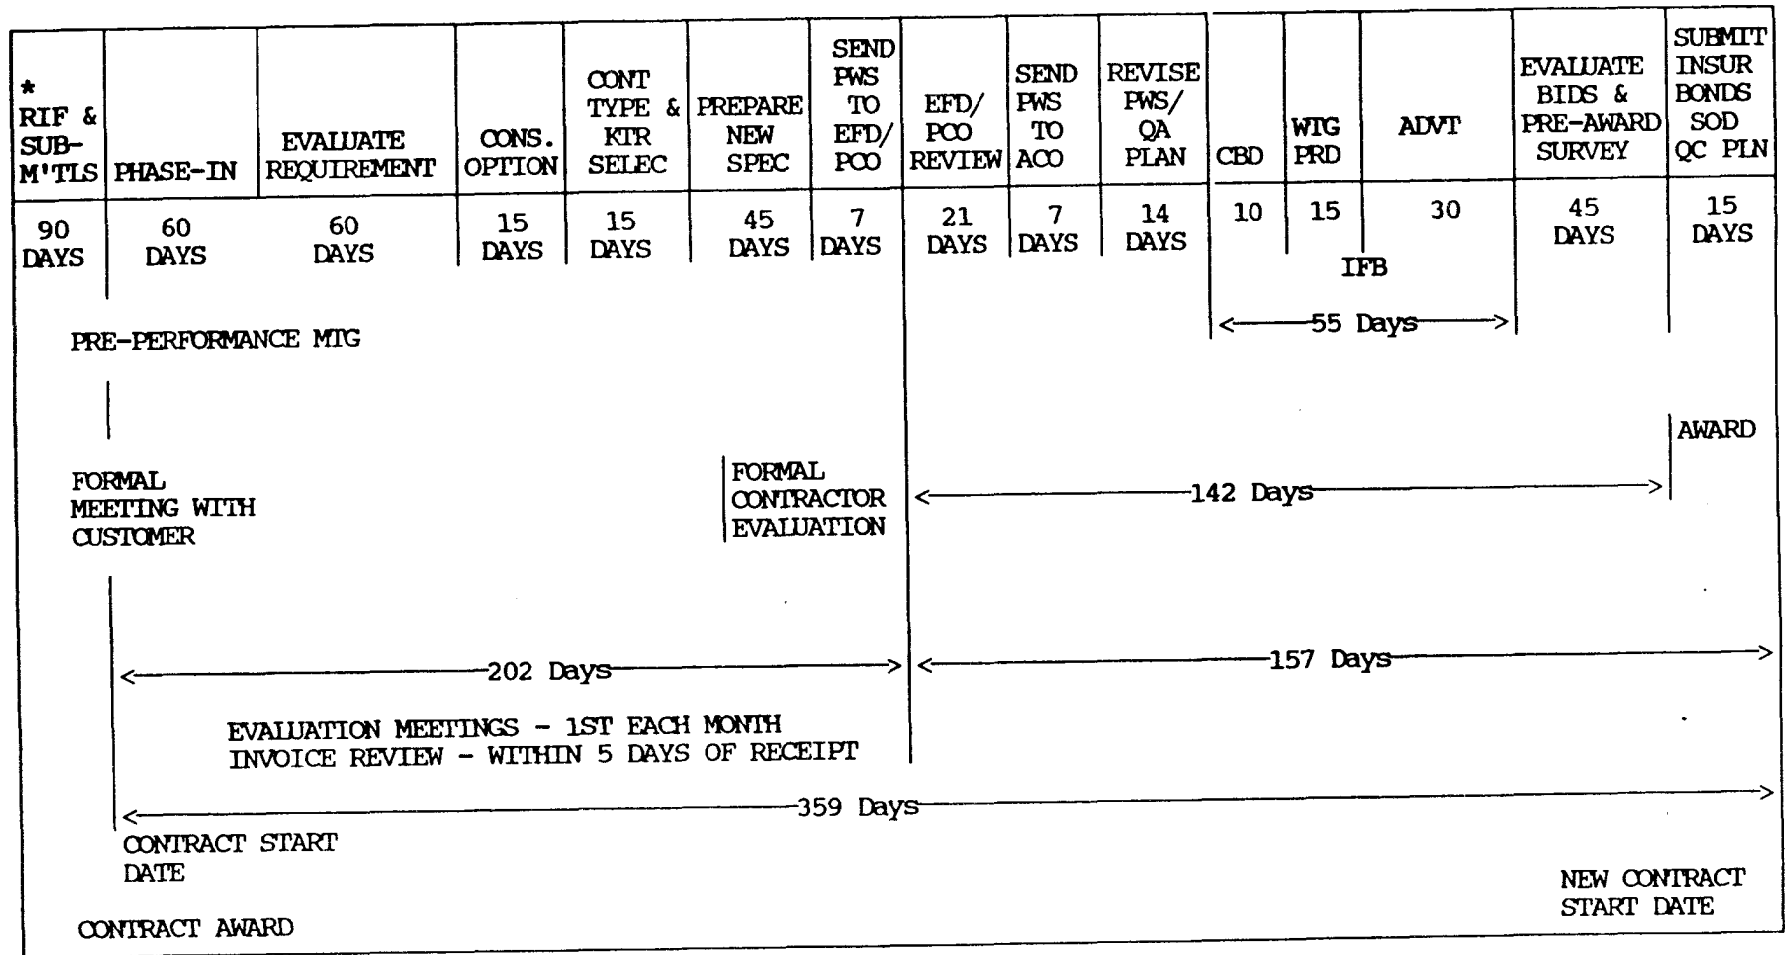 *
RIF &
SUB-
M'TLS
PHASE-IN
EVALUATE
REQUIREMENT
CONS.
OPTION
CONT
TYPE &
KTR
SELEC
PREPARE
NEW
SPEC
SEND
PWS
TO
EFD/
PCO
EFD/
PCO
REVIEW
SEND
PWS
TO
ACO
REVISE
PWS/
QA
PLAN
CBD
WTG
PRD
ADVT
EVALUATE
BIDS &
PRE-AWARD
SURVEY
SUBMIT
INSUR
BONDS
SOD
QC PLN
90
DAYS
60
DAYS
60
DAYS
15
DAYS
15
DAYS
45
DAYS
7
DAYS
21
DAYS
7
DAYS
14
DAYS
10
15
30
45
DAYS
15
DAYS
IFB
55 Days
PRE-PERFORMANCE MTG
AWARD
FORMAL
MEETING WITH
CUSTOMER
FORMAL
CONTRACTOR
EVALUATION
142 Days
202 Days
157 Days
EVALUATION MEETINGS - 1ST EACH MONTH
INVOICE REVIEW - WITHIN 5 DAYS OF RECEIPT
359 Days
CONTRACT START
DATE
NEW CONTRACT
START DATE
CONTRACT AWARD